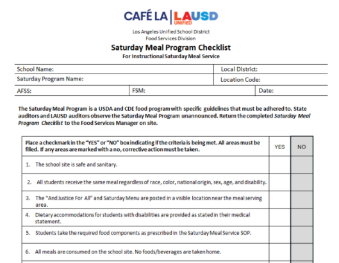 CAFÉ LA LAUSD
UNIFIED
Los Angeles Unified School District
Food Services Division
Saturday Meal Program Checklist
For Instructional Saturday Meal Service
School Name: Local District:
Saturday Program Name: Location Code:
AFSS: FSM: Date:
The Saturday Meal Program is a USDA and CDE food program with specific guidelines that must be adhered to. State
auditors and LAUSD auditors observe the Saturday Meal Program unannounced. Return the completed Saturday Meal
Program Checklist to the Food Services Manager on site.
Place a checkmark in the "YES" or "NO" box indicating if the criteria is being met. All areas must be
filled. If any areas are marked with a no, corrective action must be taken. YES NO
1. The school site is safe and sanitary.
2. All students receive the same meal regardless of race, color, national origin, sex, age, and disability.
3. The "And Justice For All" and Saturday Menu are posted in a visible location near the meal serving
area.
4. Dietary accommodations for students with disabilities are provided as stated in their medical
statement.
5. Students take the required food components as prescribed in the Saturday Meal Service SOP.
6. All meals are consumed on the school site. No foods/beverages are taken home.